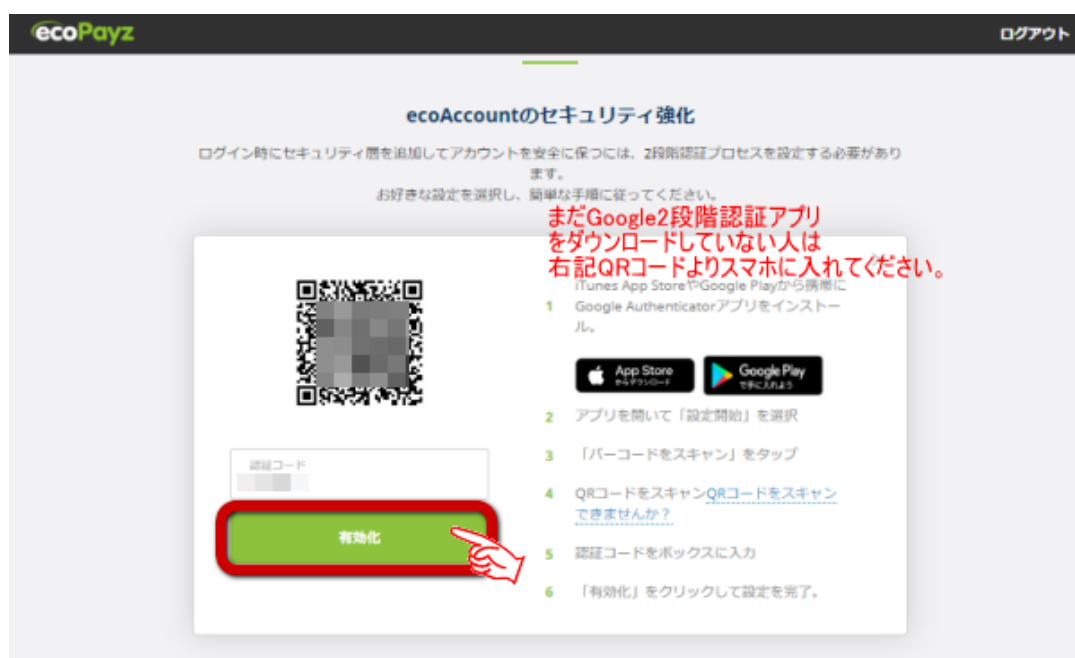 ecoPayz
ログアウト
ecoAccountのセキュリティ強化
ログイン時にセキュリティ層を追加してアカウントを安全に保つには、2段階認証プロセスを設定する必要があり
ます。
お好きな設定を選択し、簡単な手順に従ってください。
まだGoogle2段階認証アプリ
をダウンロードしていない人は
右記QRコードよりスマホに入れてください。
iTunes App StoreやGoogle Playから携帯に
1 Google Authenticatorアプリをインストー
ル。
App Store
からダウンロード
Google Play
で手に入れよう
2 アプリを開いて「設定開始」を選択
3 「バーコードをスキャン」をタップ
4 QRコードをスキャンQRコードをスキャン
できませんか？
5 認証コードをボックスに入力
6 「有効化」をクリックして設定を完了。
認証コード
有効化